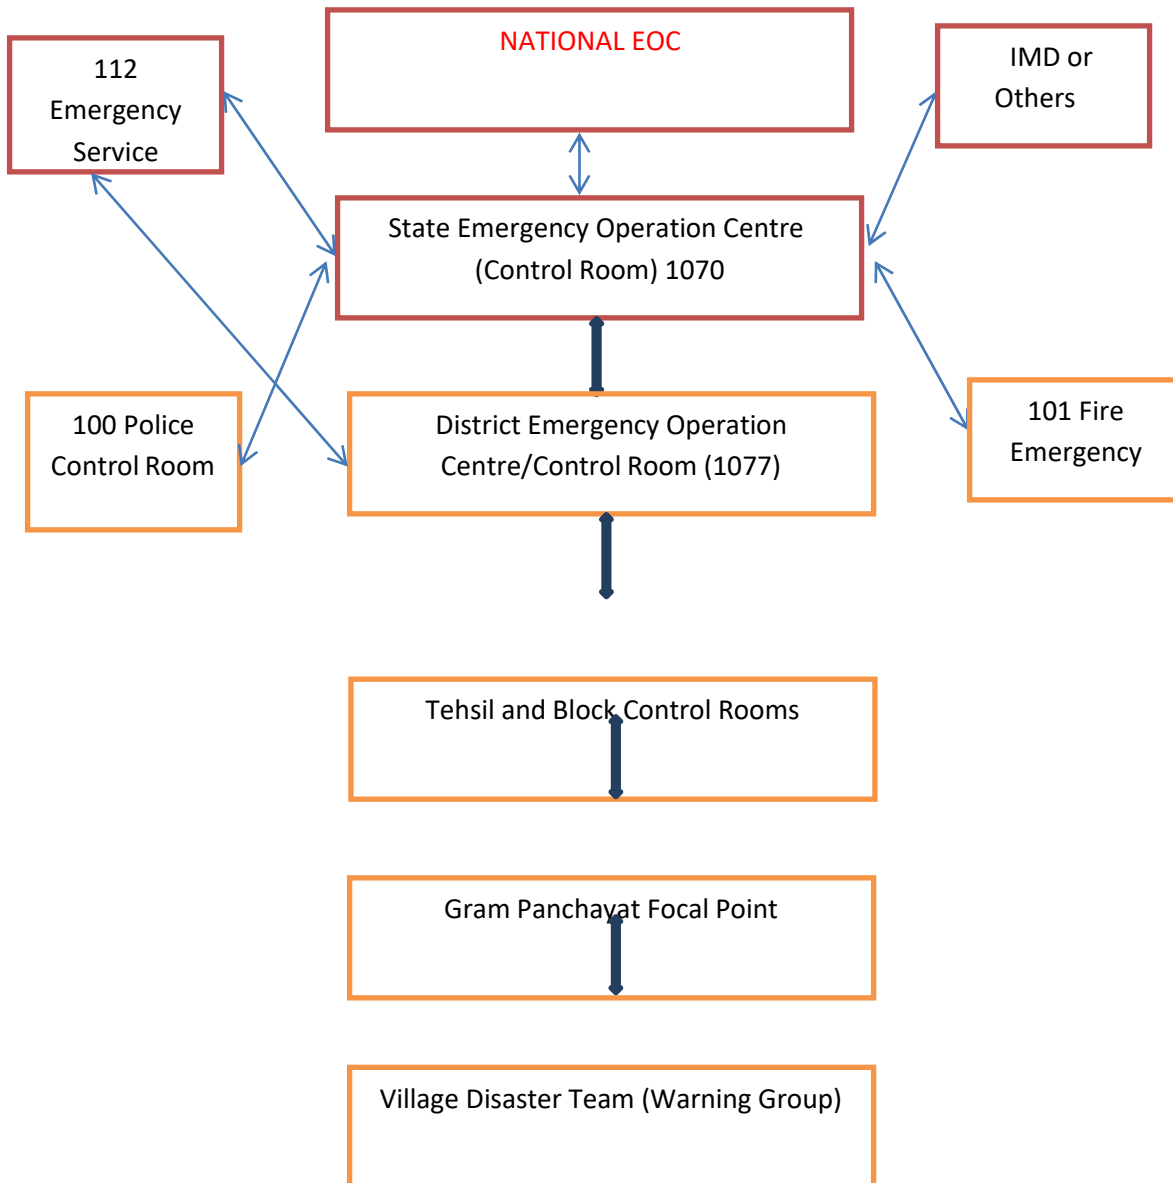 NATIONAL EOC
112
Emergency
Service
IMD or
Others
State Emergency Operation Centre
(Control Room) 1070
100 Police
Control Room
District Emergency Operation
Centre/Control Room (1077)
101 Fire
Emergency
Tehsil and Block Control Rooms
Gram Panchayat Focal Point
Village Disaster Team (Warning Group)